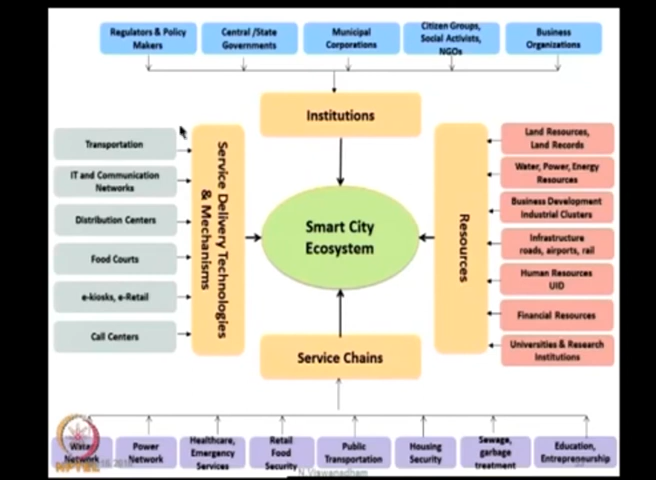 Regulators & Policy
Makers
Central /State
Governments
Municipal
Corporations
Citizen Groups,
Social Activists,
NGOs
Business
Organizations
Institutions
Transportation
IT and Communication
Networks
Distribution Centers
Food Courts
e-kiosks, e-Retail
Call Centers
Service Delivery Technologies
& Mechanisms
Smart City
Ecosystem
Resources
Land Resources,
Land Records
Water, Power, Energy
Resources
Business Development
Industrial Clusters
Infrastructure
roads, airports, rail
Human Resources
UID
Financial Resources
Universities & Research
Institutions
Service Chains
Water
Network
Power
Network
Healthcare,
Emergency
Services
Retail
Food
Security
Public
Transportation
Housing
Security
Sewage,
garbage
treatment
Education,
Entrepreneurship
NPTEL
N.Viswanadham